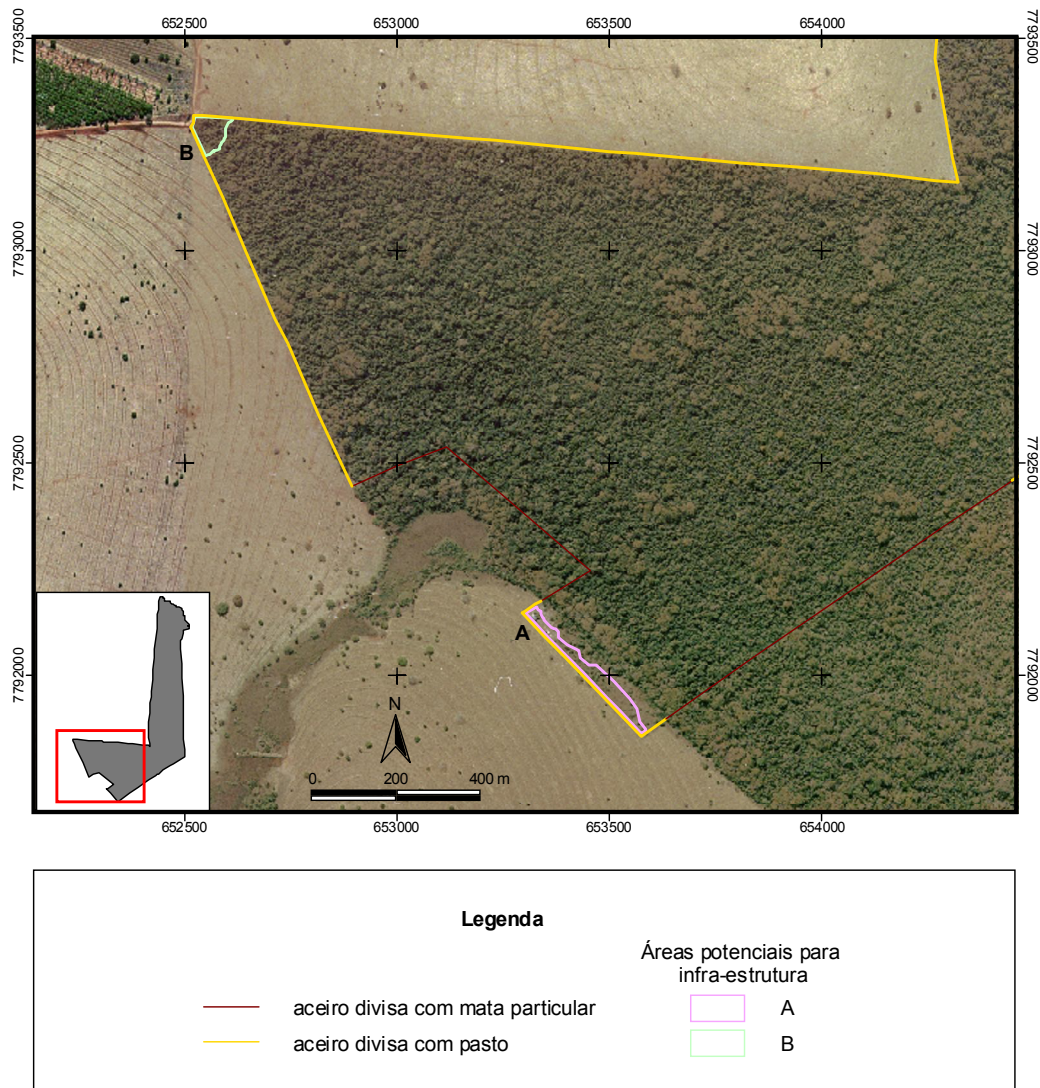 652500
653000
653500
654000
7793500
7793500
B
7793000
7793000
7792500
7792500
A
7792000
7792000
N
0
200
400 m
652500
653000
653500
654000
Legenda
Áreas potenciais para
infra-estrutura
aceiro divisa com mata particular
A
aceiro divisa com pasto
B